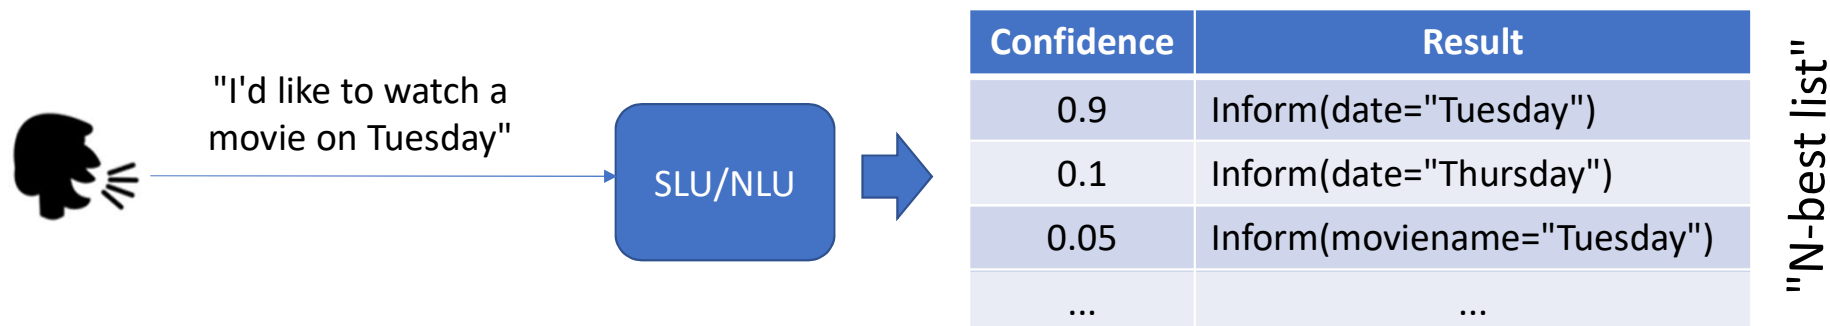 "I'd like to watch a
movie on Tuesday"
SLU/NLU
Confidence Result
0.9 Inform(date="Tuesday")
0.1 Inform(date="Thursday")
0.05 Inform(moviename="Tuesday")
... ...
"N-best list"